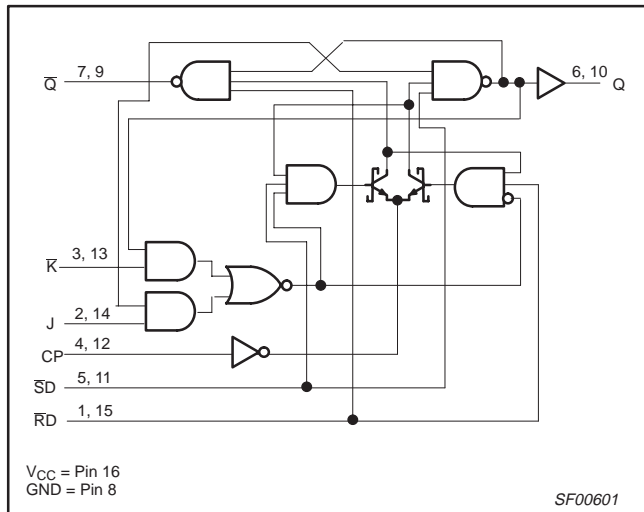 Q̅ 7, 9
6, 10 Q
K̅ 3, 13
J 2, 14
CP 4, 12
S̅D 5, 11
R̅D 1, 15
VCC = Pin 16
GND = Pin 8
SF00601